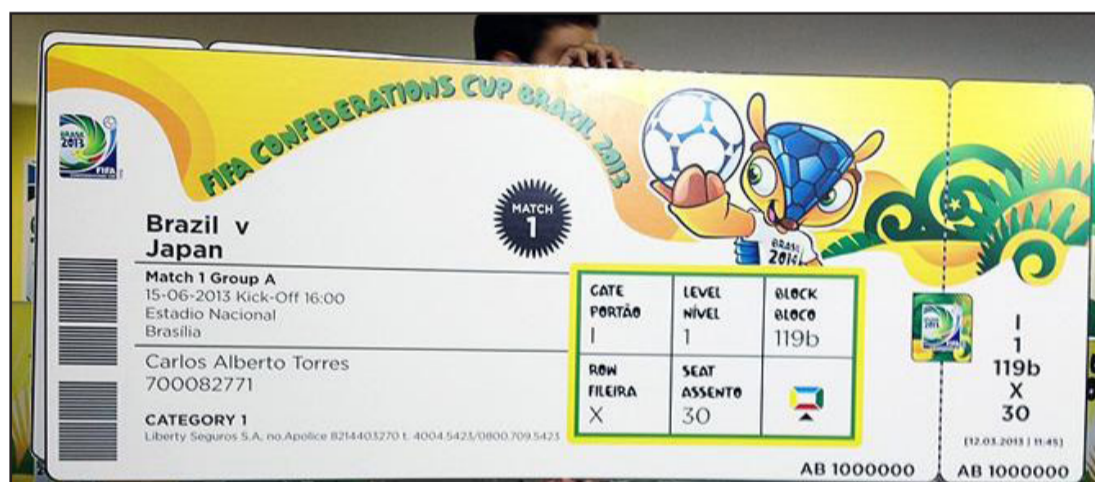 FIFA CONFEDERATIONS CUP BRAZIL 2013
BRASIL
2013
FIFA
Brazil v
Japan
MATCH
1
Match 1 Group A
15-06-2013 Kick-Off 16:00
Estadio Nacional
Brasília
Carlos Alberto Torres
700082771
CATEGORY 1
Liberty Seguros S.A. no.Apolice 8214403270 t. 4004.5423/0800.709.5423
BRASIL
2014
GATE
PORTÃO
I
LEVEL
NÍVEL
1
BLOCK
BLOCO
119b
ROW
FILEIRA
X
SEAT
ASSENTO
30
AB 1000000
I
1
119b
X
30
(12.03.2013 | 11:45)
AB 1000000